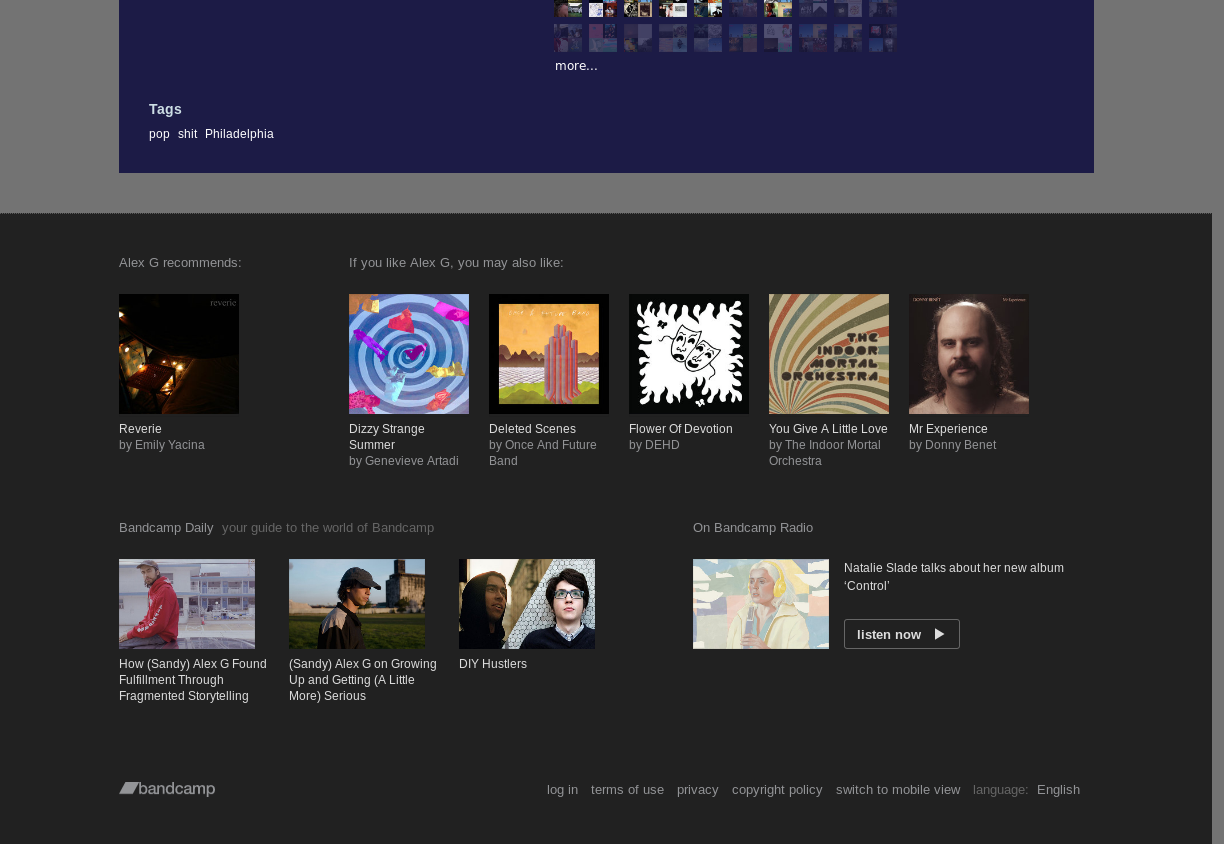 more...
Tags
pop shit Philadelphia
Alex G recommends:
If you like Alex G, you may also like:
reverie
THE
INDOOR
MORTAL
ORCHESTRA
DONNY BENÉT
Mr Experience
Reverie
by Emily Yacina
Dizzy Strange
Summer
by Genevieve Artadi
Deleted Scenes
by Once And Future
Band
Flower Of Devotion
by DEHD
You Give A Little Love
by The Indoor Mortal
Orchestra
Mr Experience
by Donny Benet
Bandcamp Daily your guide to the world of Bandcamp
How (Sandy) Alex G Found
Fulfillment Through
Fragmented Storytelling
(Sandy) Alex G on Growing
Up and Getting (A Little
More) Serious
DIY Hustlers
On Bandcamp Radio
Natalie Slade talks about her new album
‘Control’
listen now
bandcamp
log in terms of use privacy copyright policy switch to mobile view language: English